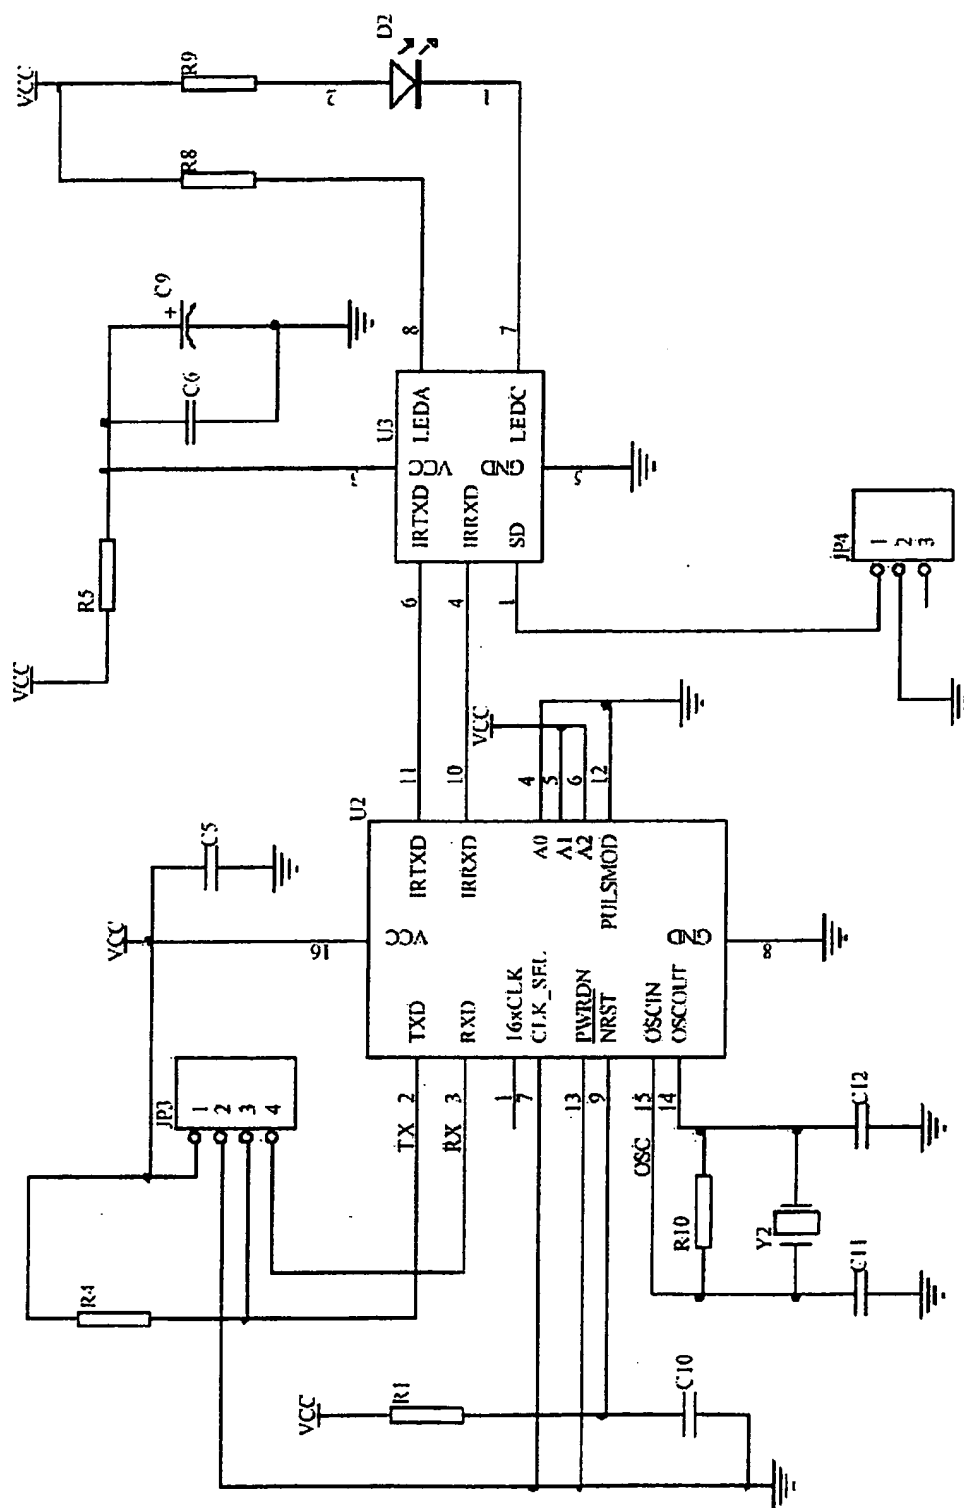 VCC
R9
2
D2
1
R8
C9
+
C6
8
7
U3
LEDA
LEDC
VCC
GND
IRTXD
IRRXD
SD
5
R5
VCC
6
4
1
JP4
1
2
3
VCC
11
10
4
5
6
12
U2
C5
VCC
16
IRTXD
IRRXD
A0
A1
A2
PULSMOD
VCC
GND
8
TXD
RXD
16xCLK
CLK_SEL
PWRDN
NRST
OSCIN
OSCOUT
JP3
1
2
3
4
TX 2
RX 3
1
7
13
9
15
14
OSC
C12
R10
Y2
C11
R4
VCC
R1
C10